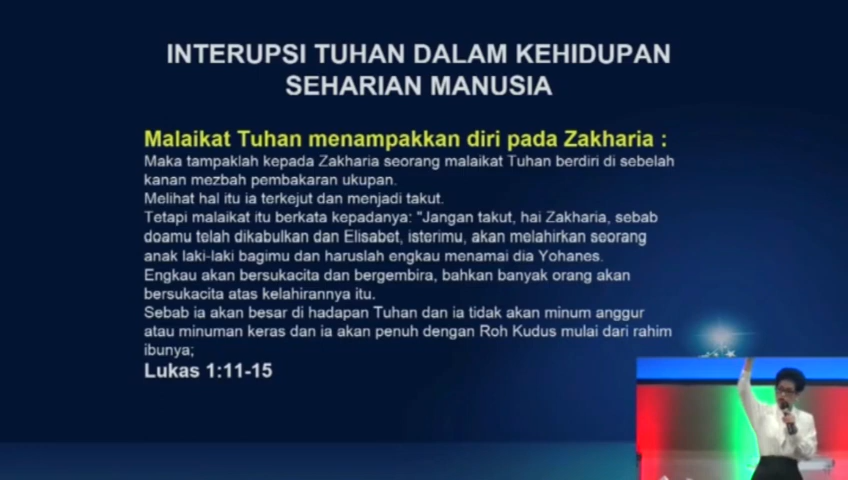 INTERUPSI TUHAN DALAM KEHIDUPAN
SEHARIAN MANUSIA
Malaikat Tuhan menampakkan diri pada Zakharia :
Maka tampaklah kepada Zakharia seorang malaikat Tuhan berdiri di sebelah
kanan mezbah pembakaran ukupan.
Melihat hal itu ia terkejut dan menjadi takut.
Tetapi malaikat itu berkata kepadanya: "Jangan takut, hai Zakharia, sebab
doamu telah dikabulkan dan Elisabet, isterimu, akan melahirkan seorang
anak laki-laki bagimu dan haruslah engkau menamai dia Yohanes.
Engkau akan bersukacita dan bergembira, bahkan banyak orang akan
bersukacita atas kelahirannya itu.
Sebab ia akan besar di hadapan Tuhan dan ia tidak akan minum anggur
atau minuman keras dan ia akan penuh dengan Roh Kudus mulai dari rahim
ibunya;
Lukas 1:11-15